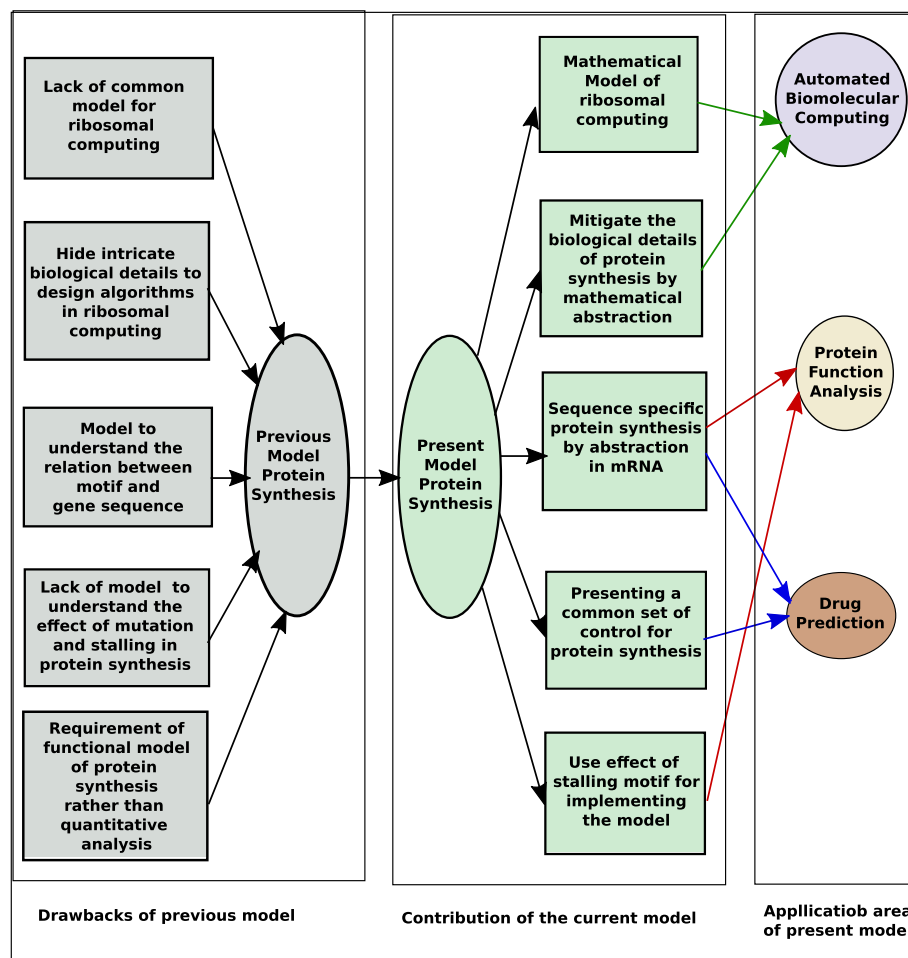 Lack of common
model for
ribosomal
computing
Hide intricate
biological details to
design algorithms
in ribosomal
computing
Model to
understand the
relation between
motif and
gene sequence
Lack of model  to
understand the
effect of mutation
and stalling in
protein synthesis
Requirement of
functional model
of protein
synthesis
rather than
quantitative
analysis
Previous
Model
Protein
Synthesis
Drawbacks of previous model
Present
Model
Protein
Synthesis
Mathematical
Model of
ribosomal
computing
Mitigate the
biological details
of protein
synthesis by
mathematical
abstraction
Sequence specific
protein synthesis
by abstraction
in mRNA
Presenting a
common set of
control for
protein synthesis
Use effect of
stalling motif for
implementing
the model
Contribution of the current model
Automated
Biomolecular
Computing
Protein
Function
Analysis
Drug
Prediction
Appllicatiob area
of present mode